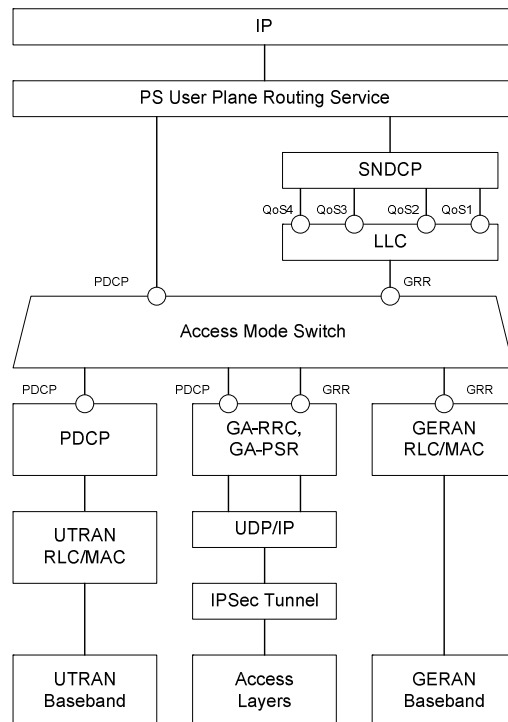 IP
PS User Plane Routing Service
SNDCP
QoS4 QoS3 QoS2 QoS1
LLC
PDCP GRR
Access Mode Switch
PDCP PDCP GRR GRR
PDCP
GA-RRC,
GA-PSR
GERAN
RLC/MAC
UTRAN
RLC/MAC
UDP/IP
IPSec Tunnel
UTRAN
Baseband
Access
Layers
GERAN
Baseband